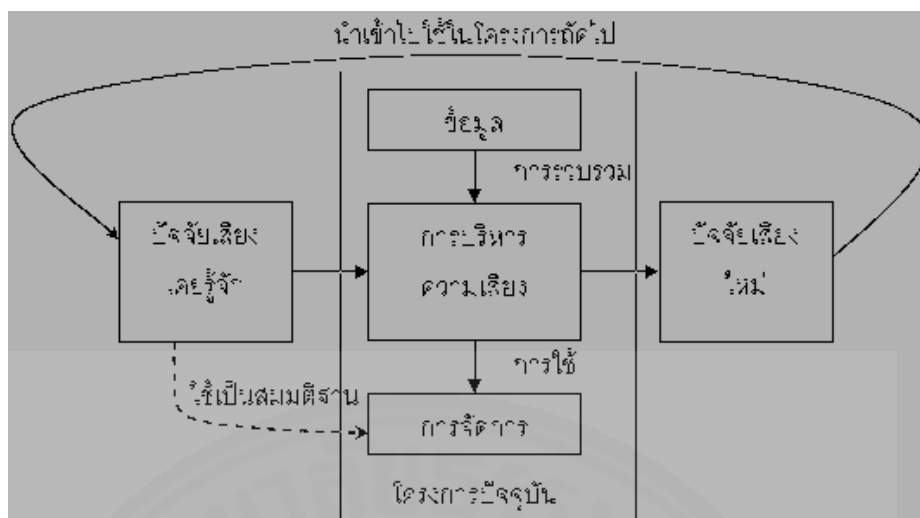 นำเข้าไปใช้ในโครงการถัดไป
ข้อมูล
การรวบรวม
ปัจจัยเสี่ยง
เคยรู้จัก
การบริหาร
ความเสี่ยง
ปัจจัยเสี่ยง
ใหม่
การใช้
ใช้เป็นสมมติฐาน
การจัดการ
โครงการปัจจุบัน